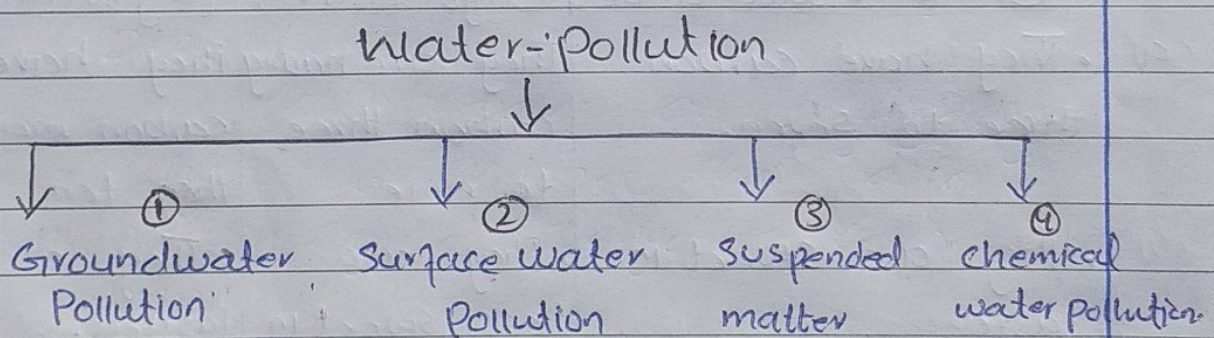 Water-Pollution
① ② ③ ④
Groundwater Surface water Suspended chemical
Pollution Pollution matter water pollution.